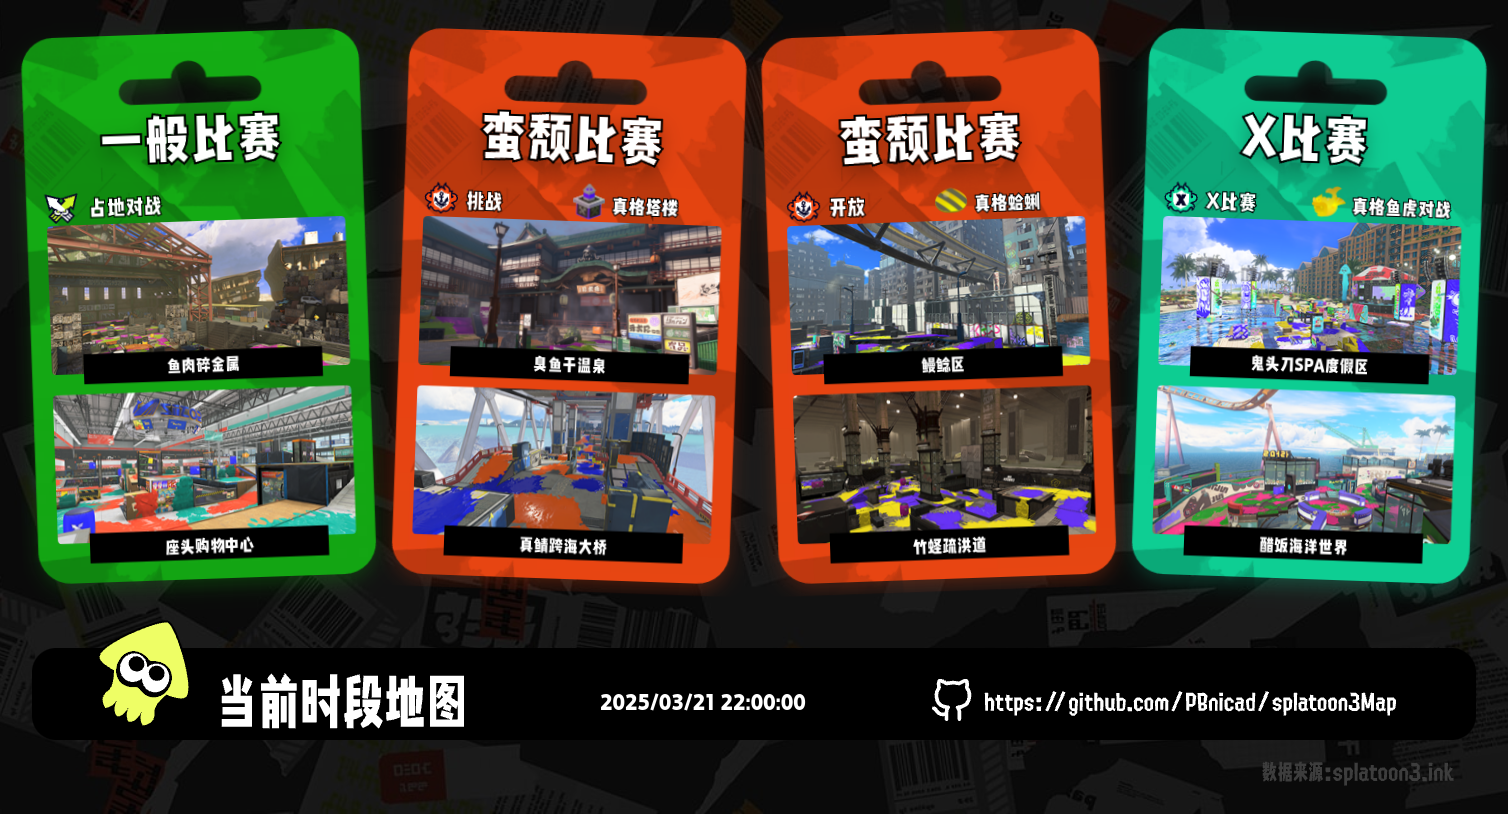 一般比赛
占地对战
鱼肉碎金属
座头购物中心
蛮颓比赛
挑战
真格塔楼
臭鱼干温泉
真鲭跨海大桥
蛮颓比赛
开放
真格蛤蜊
鳗鲶区
竹蛏疏洪道
X比赛
X比赛
真格鱼虎对战
鬼头刀SPA度假区
醋饭海洋世界
当前时段地图
2025/03/21 22:00:00
https://github.com/PBnicad/splatoon3Map
数据来源:splatoon3.ink